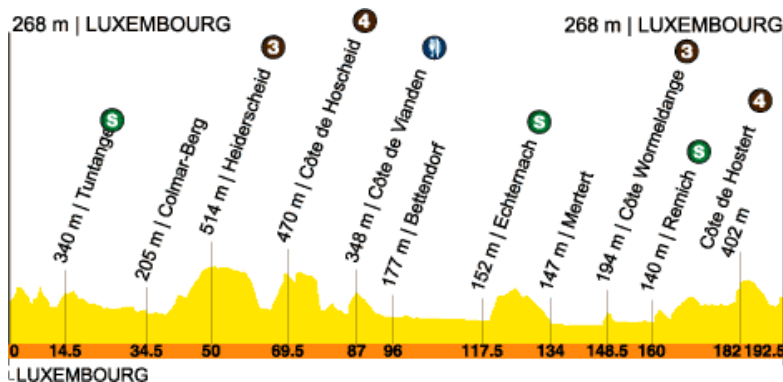 268 m | LUXEMBOURG
340 m | Tuntange
S
205 m | Colmar-Berg
514 m | Heiderscheid
3
470 m | Côte de Hoscheid
4
348 m | Côte de Vianden
177 m | Bettendorf
152 m | Echternach
S
147 m | Mertert
194 m | Côte Wormeldange
3
140 m | Remich
S
Côte de Hostert
402 m
4
268 m | LUXEMBOURG
0 14.5 34.5 50 69.5 87 96 117.5 134 148.5 160 182 192.5
LUXEMBOURG